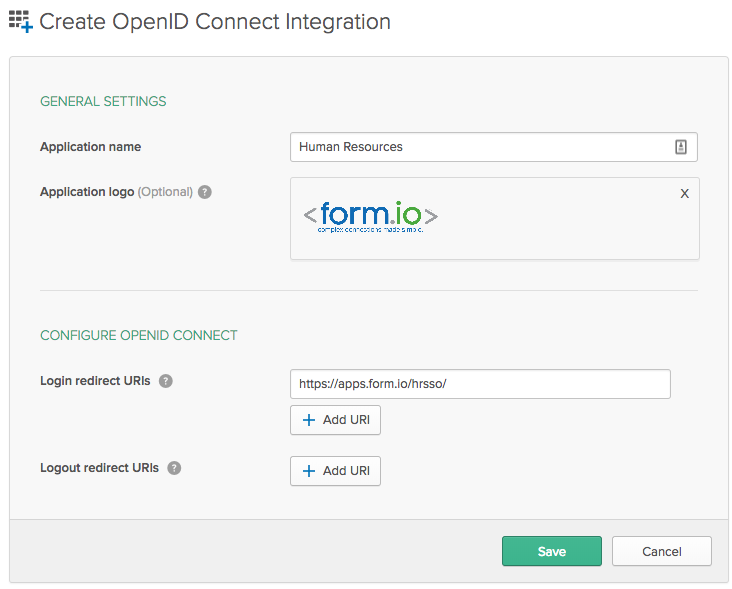 Create OpenID Connect Integration
GENERAL SETTINGS
Application name
Human Resources
Application logo (Optional) ?
X
<form.io>
complex connections made simple.
CONFIGURE OPENID CONNECT
Login redirect URIs ?
https://apps.form.io/hrsso/
+ Add URI
Logout redirect URIs ?
+ Add URI
Save
Cancel